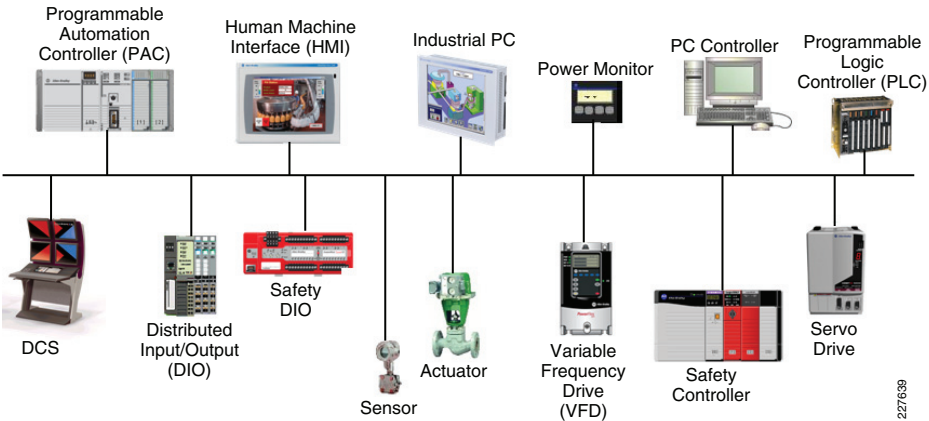 Programmable
Automation
Controller (PAC)
Human Machine
Interface (HMI)
Industrial PC
Power Monitor
PC Controller
Programmable
Logic
Controller (PLC)
DCS
Distributed
Input/Output
(DIO)
Safety
DIO
Sensor
Actuator
Variable
Frequency
Drive
(VFD)
Safety
Controller
Servo
Drive
227639